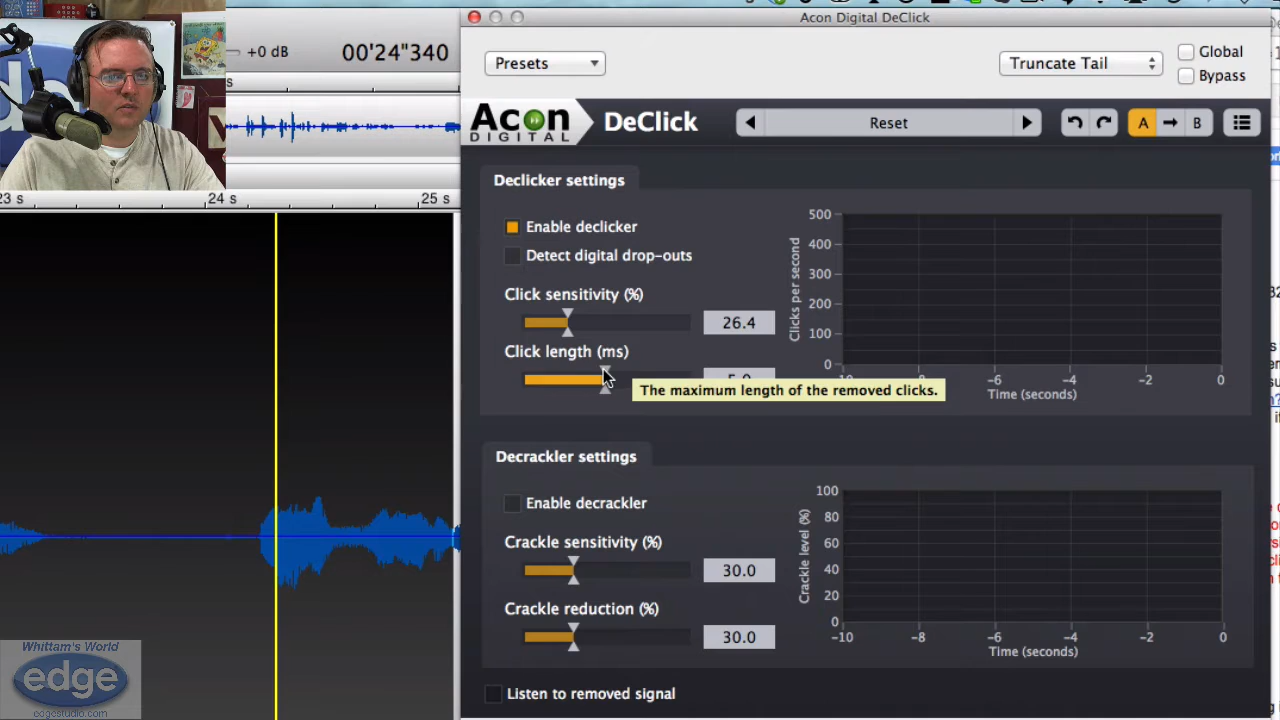 Acon Digital DeClick
+0 dB
00'24"340
s
Presets
Truncate Tail
Global
Bypass
Acon
DIGITAL
DeClick
Reset
A
B
23 s
24 s
25 s
Declicker settings
Enable declicker
Detect digital drop-outs
Click sensitivity (%)
26.4
Click length (ms)
The maximum length of the removed clicks.
Clicks per second
500
400
300
200
100
0
-6
-4
-2
0
Time (seconds)
Decrackler settings
Enable decrackler
Crackle sensitivity (%)
30.0
Crackle reduction (%)
30.0
Crackle level (%)
100
80
60
40
20
0
-10
-8
-6
-4
-2
0
Time (seconds)
Listen to removed signal
Whittam's World
edge
edgestudio.com